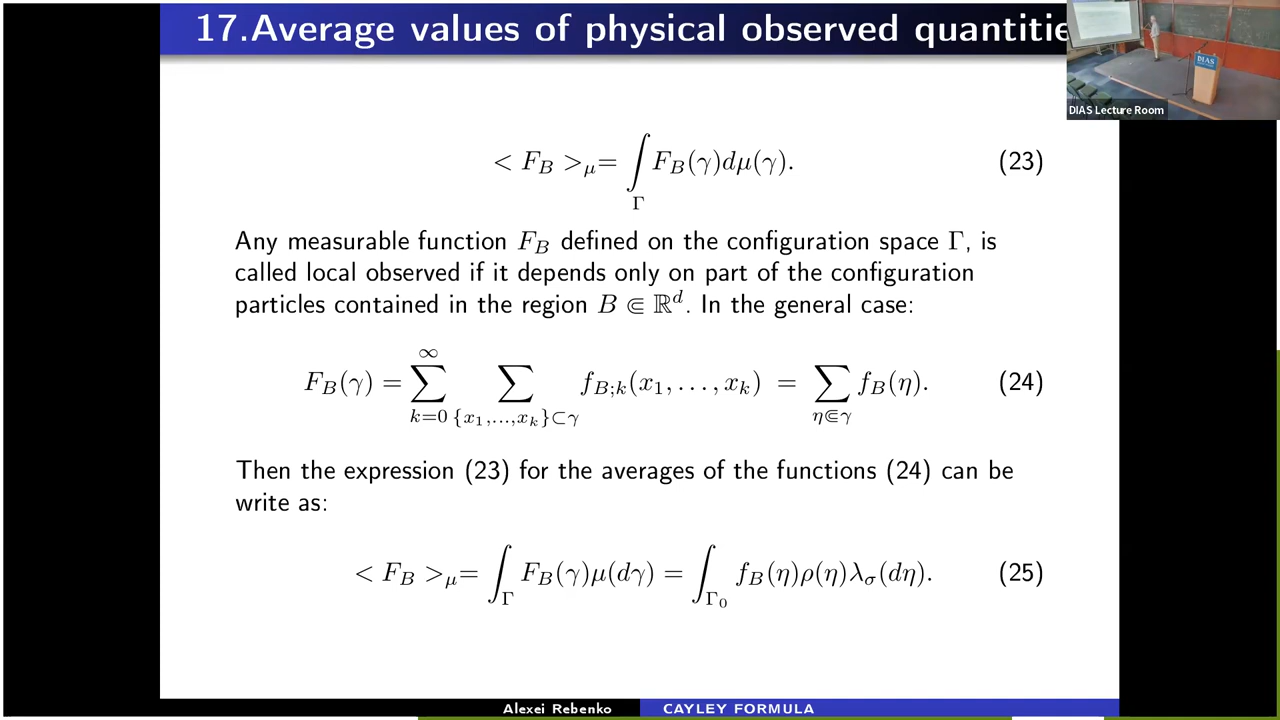 17.Average values of physical observed quantitie
DIAS
DIAS Lecture Room
< F_B >_μ= ∫_Γ F_B(γ)dμ(γ). (23)
Any measurable function F_B defined on the configuration space Γ, is
called local observed if it depends only on part of the configuration
particles contained in the region B ⋐ ℝ^d. In the general case:
F_B(γ) = ∑_{k=0}^{∞} ∑_{{x_1,...,x_k}⊂γ} f_{B;k}(x_1, . . . , x_k) = ∑_{η⋐γ} f_B(η). (24)
Then the expression (23) for the averages of the functions (24) can be
write as:
< F_B >_μ= ∫_Γ F_B(γ)μ(dγ) = ∫_{Γ_0} f_B(η)ρ(η)λ_σ(dη). (25)
Alexei Rebenko CAYLEY FORMULA